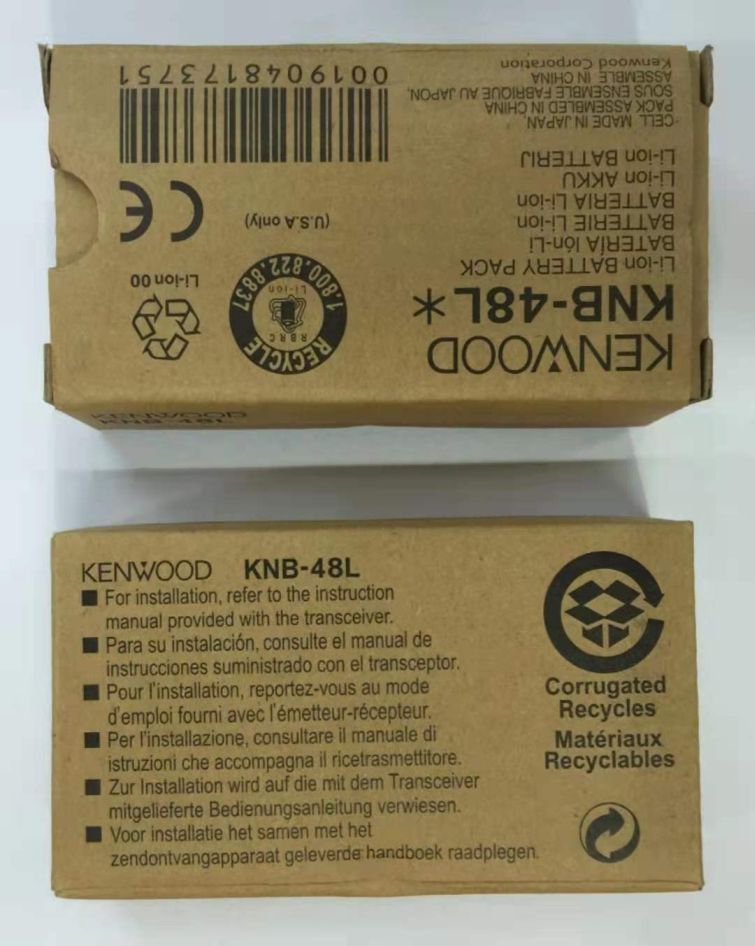 KENWOOD
KNB-48L*
Li-ion BATTERY PACK
BATERÍA Ión-Li
BATTERIE Li-ion
BATTERIA Li-ion
Li-ion AKKU
Li-ion BATTERIJ
CELL MADE IN JAPAN,
PACK ASSEMBLED IN CHINA
SOUS ENSEMBLE FABRIQUE AU JAPON,
ASSEMBLE IN CHINA
Kenwood Corporation
RECYCLE
RBRC
Li-ion
1.800.822.8837
(U.S.A only)
Li-ion 00
CE
0019048173751
KENWOOD
KNB-48L
KENWOOD KNB-48L
■ For installation, refer to the instruction
manual provided with the transceiver.
■ Para su instalación, consulte el manual de
instrucciones suministrado con el transceptor.
■ Pour l'installation, reportez-vous au mode
d'emploi fourni avec l'émetteur-récepteur.
■ Per l'installazione, consultare il manuale di
istruzioni che accompagna il ricetrasmettitore.
■ Zur Installation wird auf die mit dem Transceiver
mitgelieferte Bedienungsanleitung verwiesen.
■ Voor installatie het samen met het
zendontvangapparaat geleverde handboek raadplegen.
Corrugated
Recycles
Matériaux
Recyclables